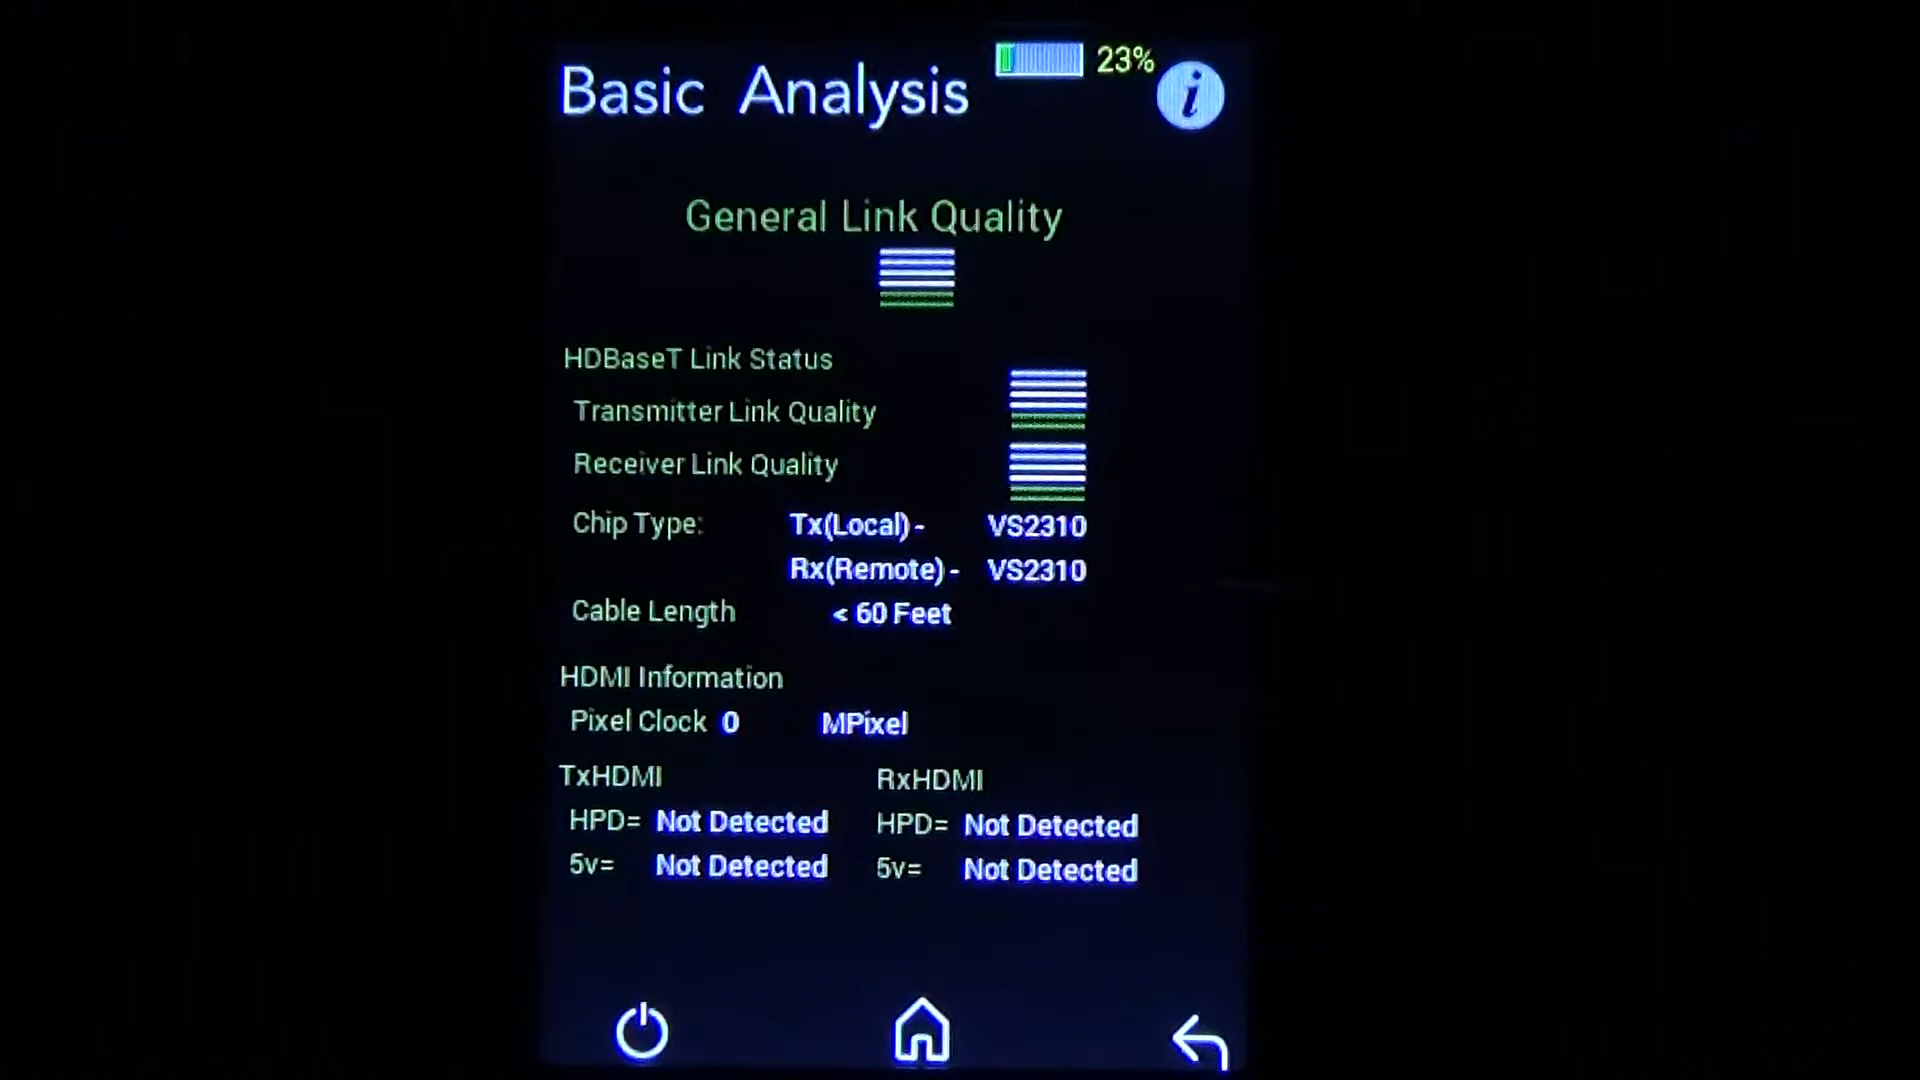 23%
Basic Analysis
i
General Link Quality
HDBaseT Link Status
Transmitter Link Quality
Receiver Link Quality
Chip Type: Tx(Local) - VS2310
Rx(Remote) - VS2310
Cable Length < 60 Feet
HDMI Information
Pixel Clock 0 MPixel
TxHDMI RxHDMI
HPD= Not Detected HPD= Not Detected
5v= Not Detected 5v= Not Detected